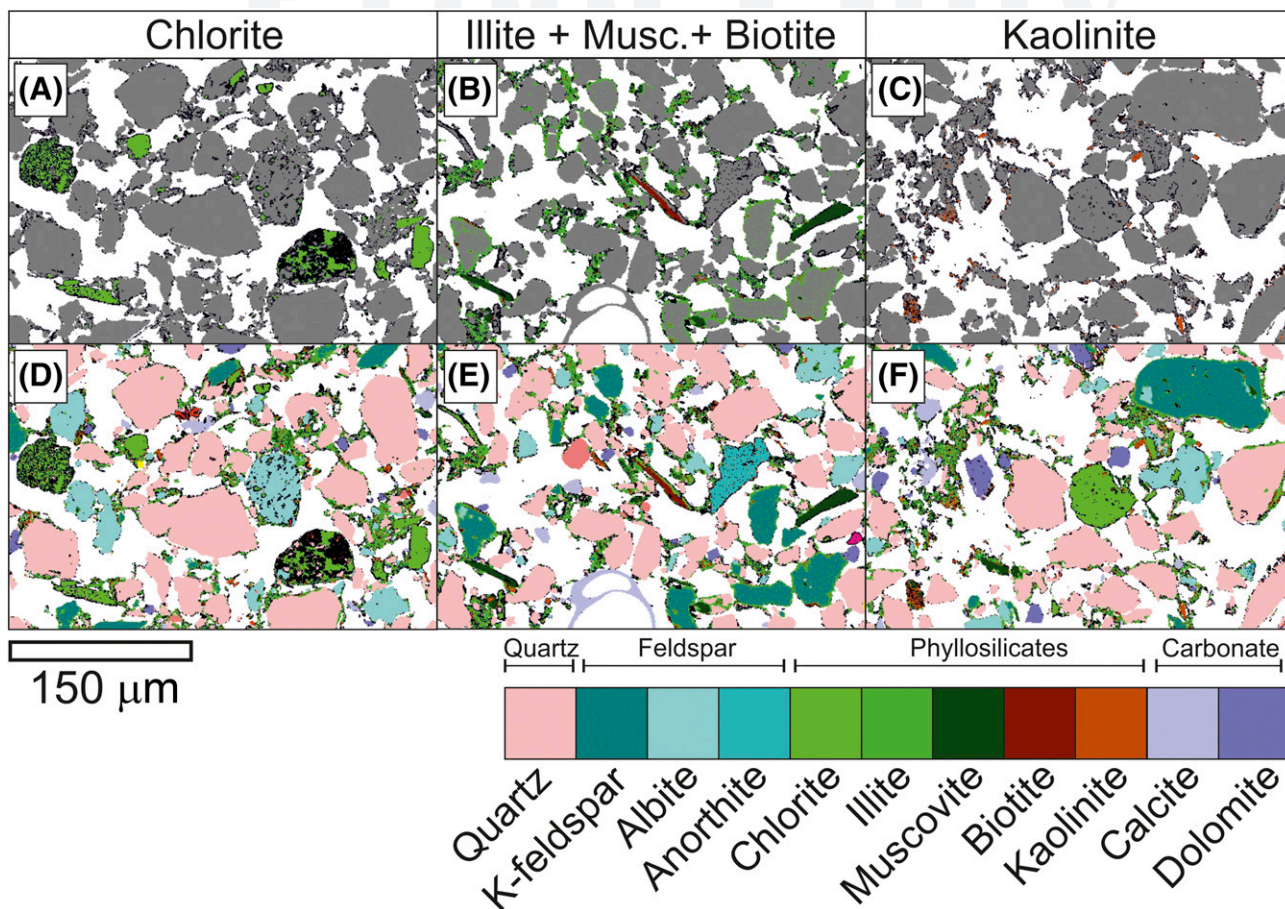 Chlorite
Illite + Musc.+ Biotite
Kaolinite
(A)
(B)
(C)
(D)
(E)
(F)
150 μm
Quartz
Feldspar
Phyllosilicates
Carbonate
Quartz
K-feldspar
Albite
Anorthite
Chlorite
Illite
Muscovite
Biotite
Kaolinite
Calcite
Dolomite